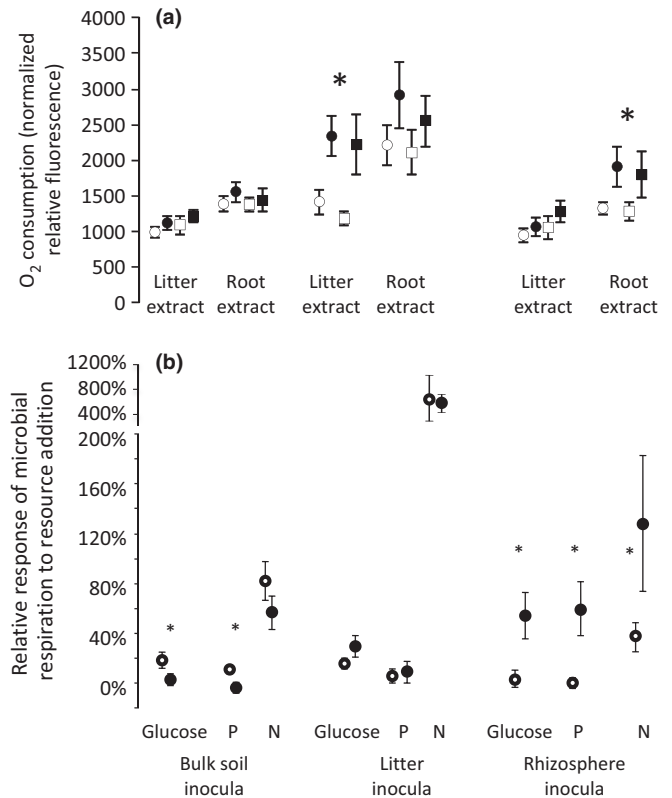 (a)
O2 consumption (normalized
relative fluorescence)
4000
3500
3000
2500
2000
1500
1000
500
0
*
*
Litter
extract
Root
extract
Litter
extract
Root
extract
Litter
extract
Root
extract
(b)
Relative response of microbial
respiration to resource addition
1200%
800%
400%
200%
160%
120%
80%
40%
0%
*
*
*
*
*
Glucose P N Glucose P N Glucose P N
Bulk soil
inocula
Litter
inocula
Rhizosphere
inocula